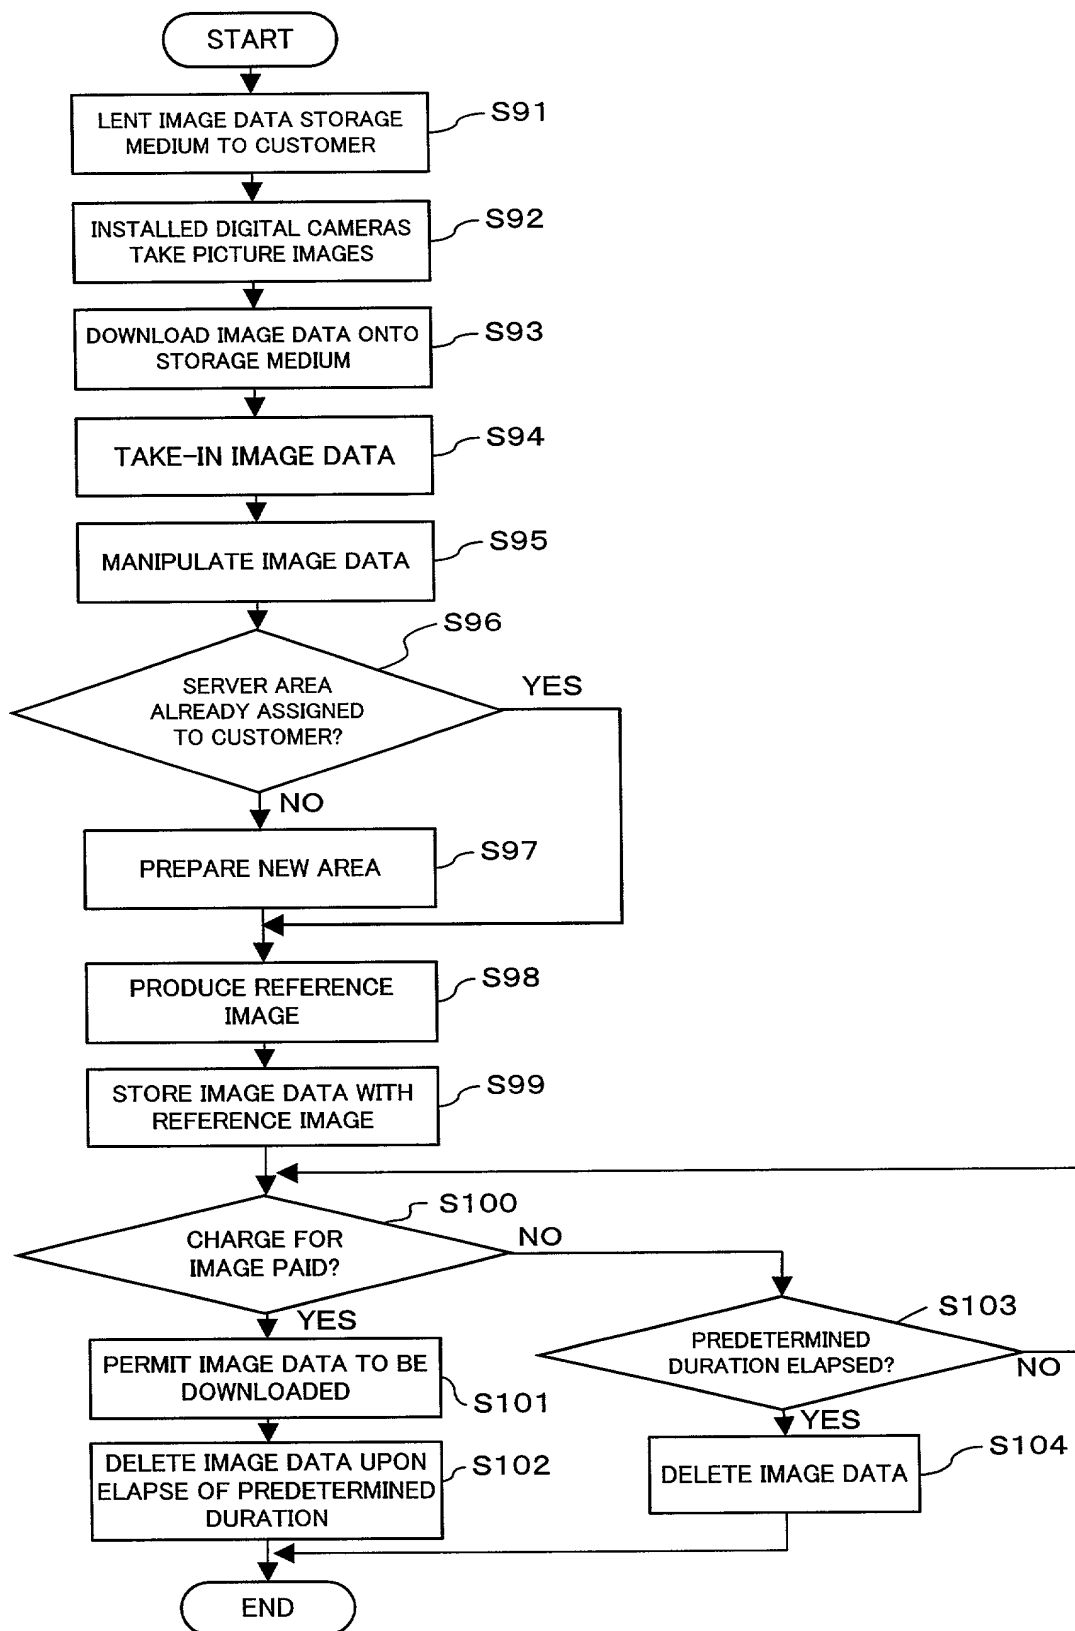 START
LENT IMAGE DATA STORAGE
MEDIUM TO CUSTOMER
S91
INSTALLED DIGITAL CAMERAS
TAKE PICTURE IMAGES
S92
DOWNLOAD IMAGE DATA ONTO
STORAGE MEDIUM
S93
TAKE-IN IMAGE DATA
S94
MANIPULATE IMAGE DATA
S95
S96
SERVER AREA
ALREADY ASSIGNED
TO CUSTOMER?
YES
NO
PREPARE NEW AREA
S97
PRODUCE REFERENCE
IMAGE
S98
STORE IMAGE DATA WITH
REFERENCE IMAGE
S99
S100
CHARGE FOR
IMAGE PAID?
NO
YES
S103
PREDETERMINED
DURATION ELAPSED?
NO
YES
PERMIT IMAGE DATA TO BE
DOWNLOADED
S101
DELETE IMAGE DATA UPON
ELAPSE OF PREDETERMINED
DURATION
S102
DELETE IMAGE DATA
S104
END